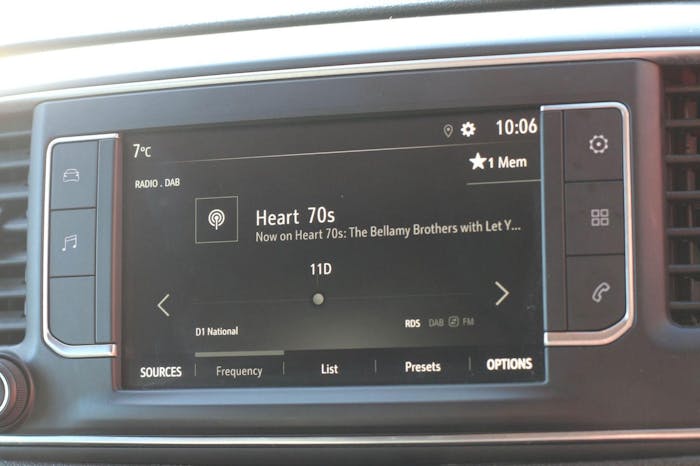 7°C
10:06
★1 Mem
RADIO . DAB
Heart 70s
Now on Heart 70s: The Bellamy Brothers with Let Y...
11D
D1 National
RDS DAB FM
SOURCES Frequency List Presets OPTIONS